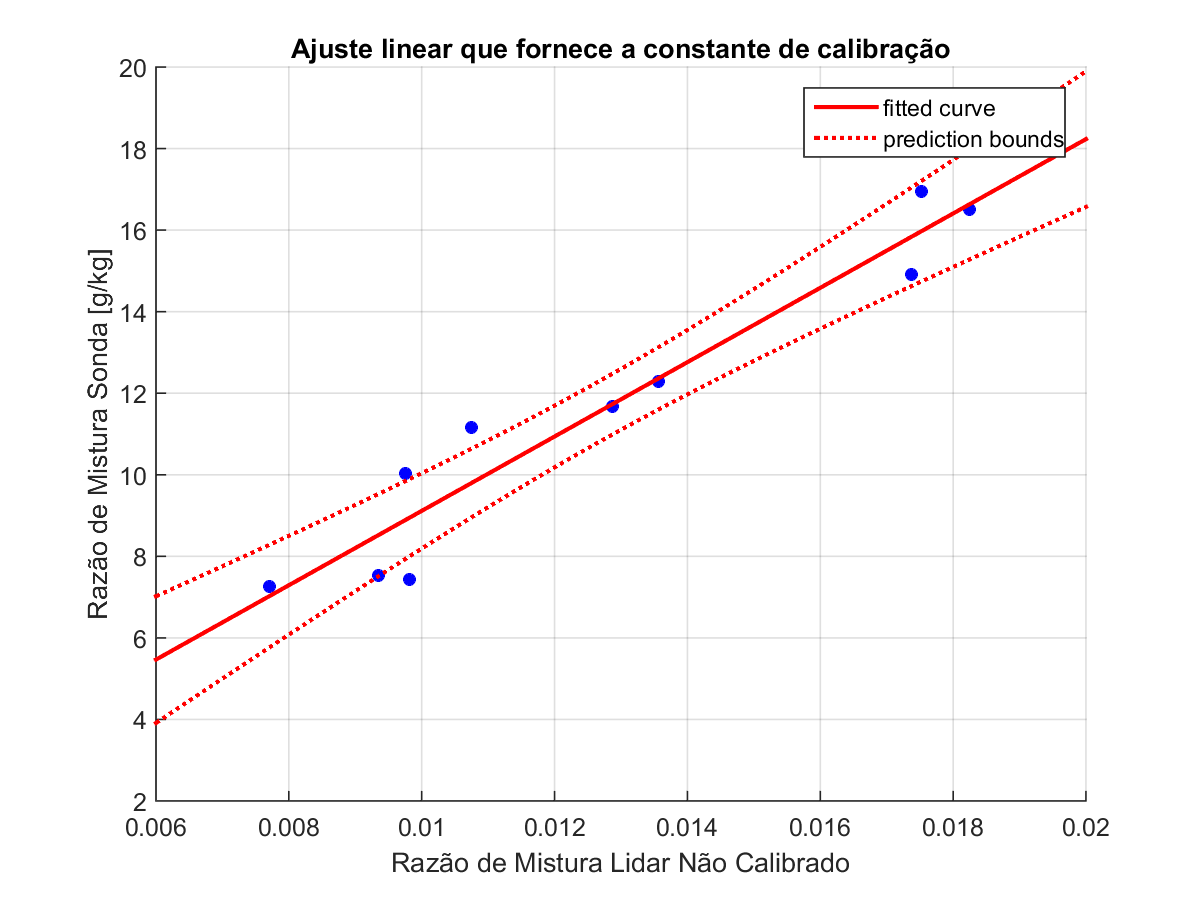 Ajuste linear que fornece a constante de calibração
fitted curve
prediction bounds
Razão de Mistura Sonda [g/kg]
20
18
16
14
12
10
8
6
4
2
0.006 0.008 0.01 0.012 0.014 0.016 0.018 0.02
Razão de Mistura Lidar Não Calibrado